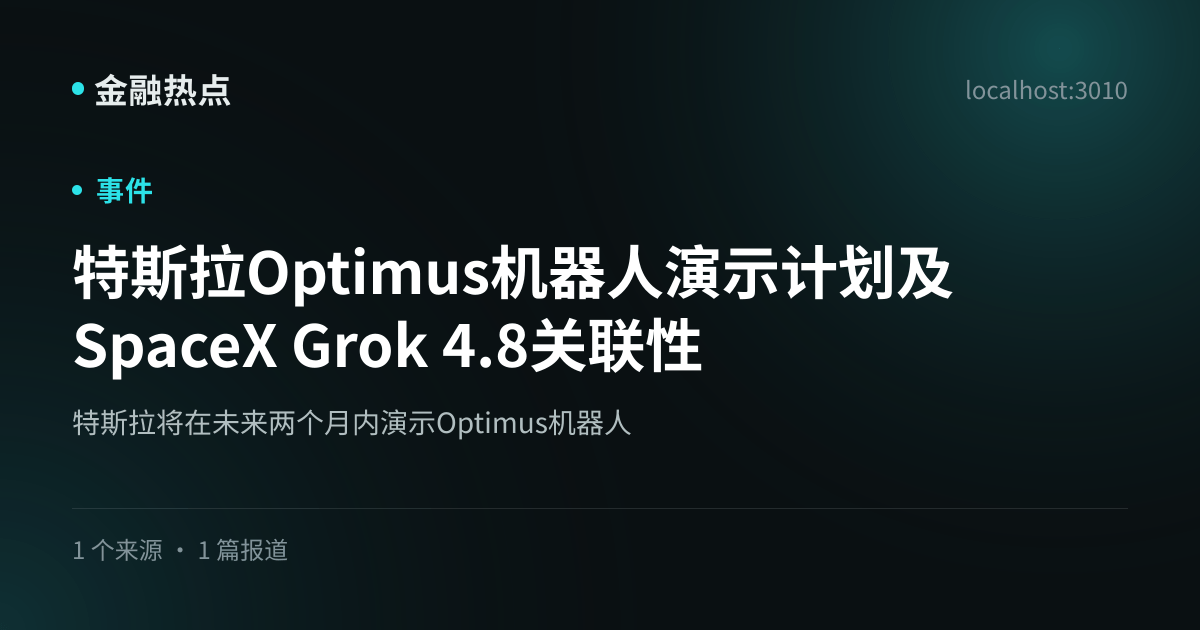 金融热点
localhost:3010
事件
特斯拉Optimus机器人演示计划及
SpaceX Grok 4.8关联性
特斯拉将在未来两个月内演示Optimus机器人
1 个来源 · 1 篇报道